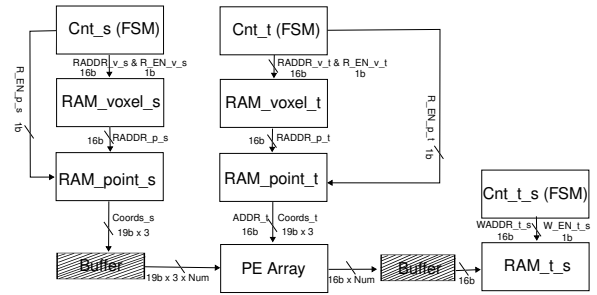 Cnt_s (FSM)
Cnt_t (FSM)
RADDR_v_s & R_EN_v_s
16b 1b
RADDR_v_t & R_EN_v_t
16b 1b
R_EN_p_s
1b
RAM_voxel_s
RAM_voxel_t
R_EN_p_t
1b
16b RADDR_p_s
16b RADDR_p_t
RAM_point_s
RAM_point_t
Cnt_t_s (FSM)
Coords_s
19b x 3
ADDR_t Coords_t
16b 19b x 3
WADDR_t_s W_EN_t_s
16b 1b
Buffer
19b x 3 x Num
PE Array
16b x Num
Buffer
16b
RAM_t_s